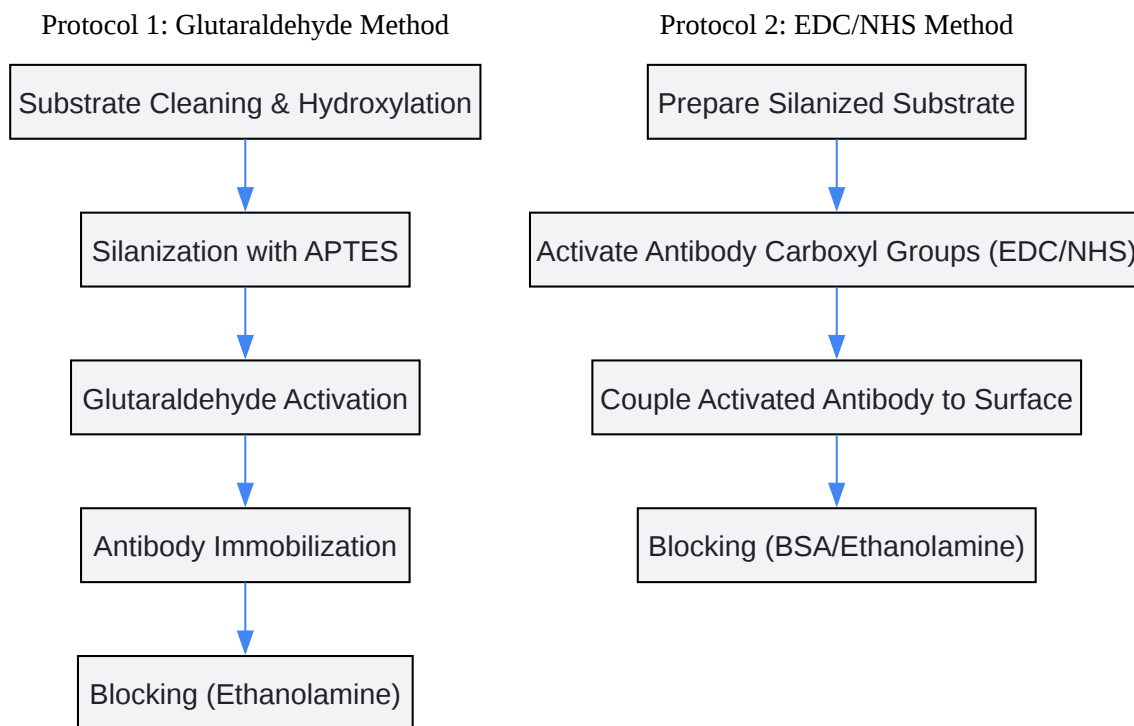 Protocol 1: Glutaraldehyde Method
Substrate Cleaning & Hydroxylation
Silanization with APTES
Glutaraldehyde Activation
Antibody Immobilization
Blocking (Ethanolamine)
Protocol 2: EDC/NHS Method
Prepare Silanized Substrate
Activate Antibody Carboxyl Groups (EDC/NHS)
Couple Activated Antibody to Surface
Blocking (BSA/Ethanolamine)